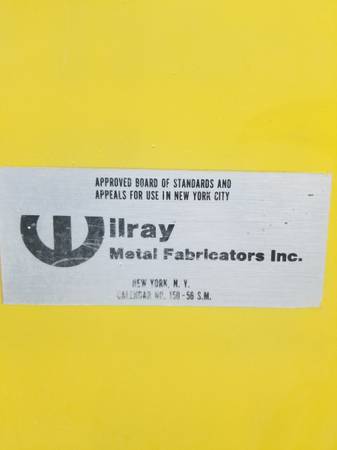 APPROVED BOARD OF STANDARDS AND
APPEALS FOR USE IN NEW YORK CITY
Wilray
Metal Fabricators Inc.
NEW YORK, N. Y.
CALENDAR NO. 158-56 S.M.